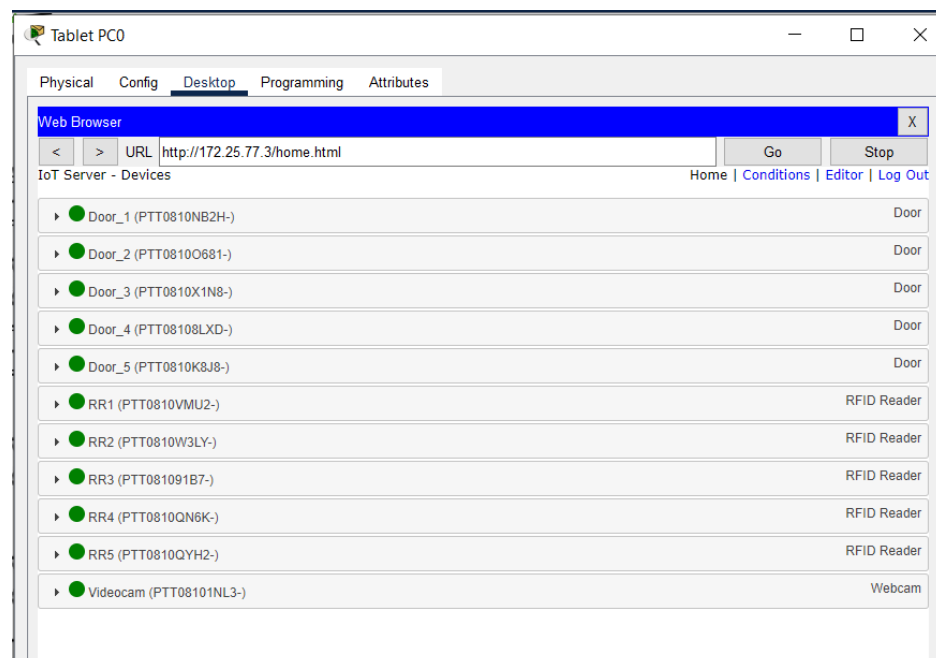 Tablet PC0
Physical Config Desktop Programming Attributes
Web Browser X
< > URL http://172.25.77.3/home.html Go Stop
IoT Server - Devices Home | Conditions | Editor | Log Out
Door_1 (PTT0810NB2H-) Door
Door_2 (PTT0810O681-) Door
Door_3 (PTT0810X1N8-) Door
Door_4 (PTT08108LXD-) Door
Door_5 (PTT0810K8J8-) Door
RR1 (PTT0810VMU2-) RFID Reader
RR2 (PTT0810W3LY-) RFID Reader
RR3 (PTT081091B7-) RFID Reader
RR4 (PTT0810QN6K-) RFID Reader
RR5 (PTT0810QYH2-) RFID Reader
Videocam (PTT08101NL3-) Webcam